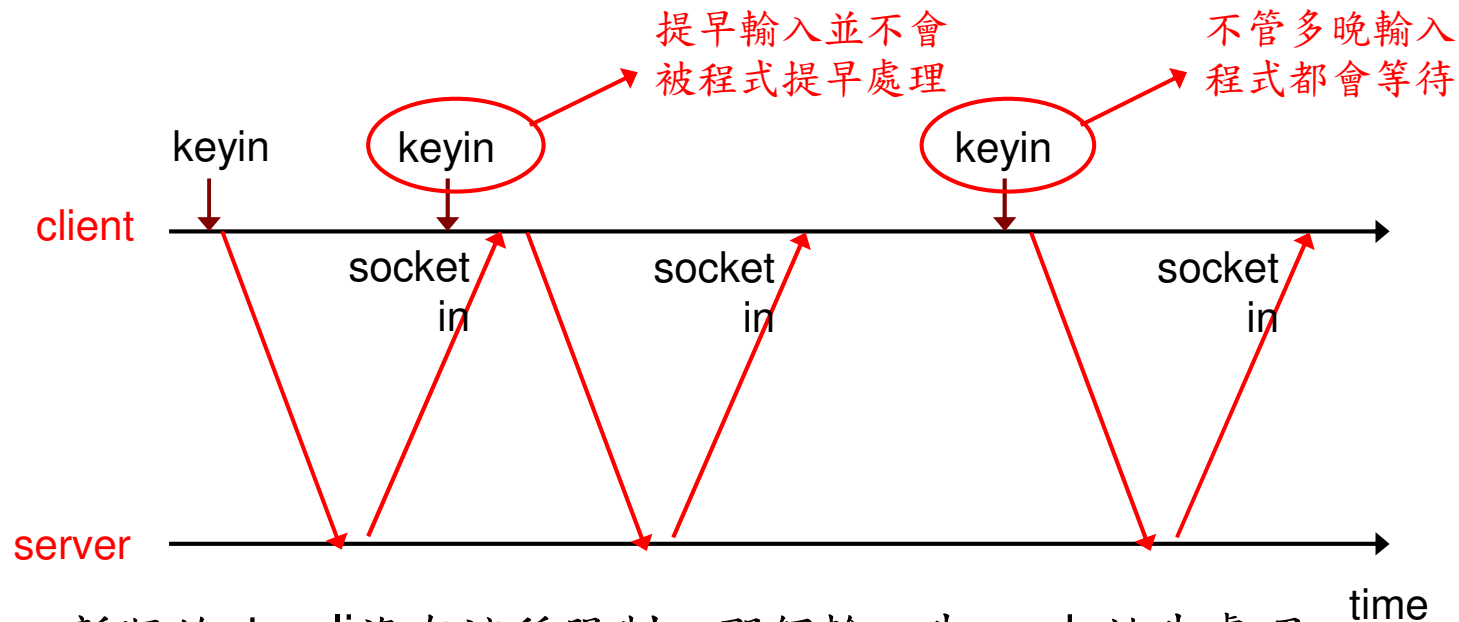 提早輸入並不會
被程式提早處理
不管多晚輸入
程式都會等待
keyin
keyin
keyin
client
socket
in
socket
in
socket
in
server
time